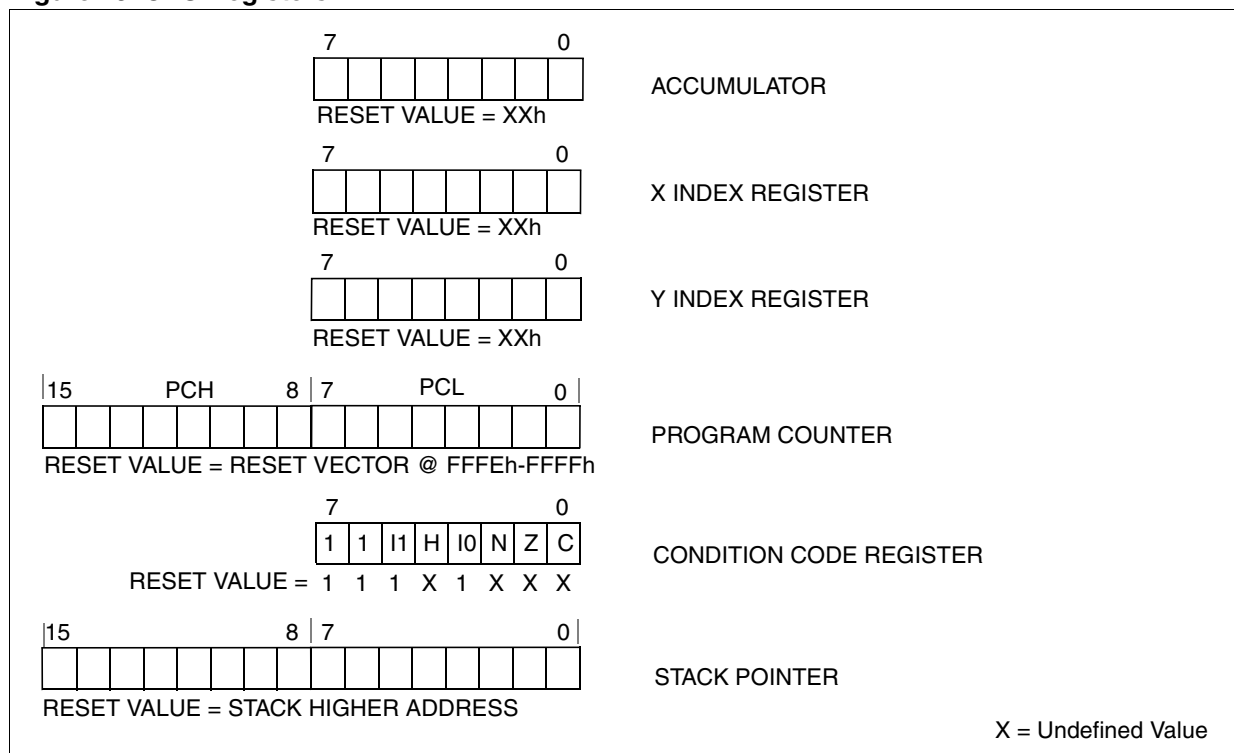 7 0
ACCUMULATOR
RESET VALUE = XXh
7 0
X INDEX REGISTER
RESET VALUE = XXh
7 0
Y INDEX REGISTER
RESET VALUE = XXh
15 PCH 8 7 PCL 0
PROGRAM COUNTER
RESET VALUE = RESET VECTOR @ FFFEh-FFFFh
7 0
1 1 I1 H I0 N Z C
CONDITION CODE REGISTER
RESET VALUE = 1 1 1 X 1 X X X
15 8 7 0
STACK POINTER
RESET VALUE = STACK HIGHER ADDRESS
X = Undefined Value